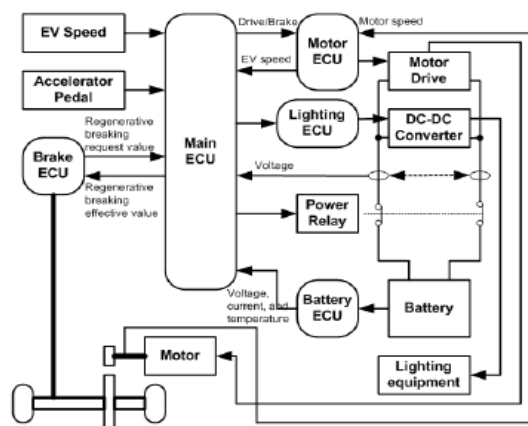 EV Speed
Accelerator
Pedal
Regenerative
breaking
request value
Brake
ECU
Regenerative
breaking
effective value
Main
ECU
Drive/Brake
EV speed
Motor
ECU
Motor speed
Motor
Drive
Lighting
ECU
DC-DC
Converter
Voltage
Power
Relay
Voltage,
current, and
temperature
Battery
ECU
Battery
Motor
Lighting
equipment